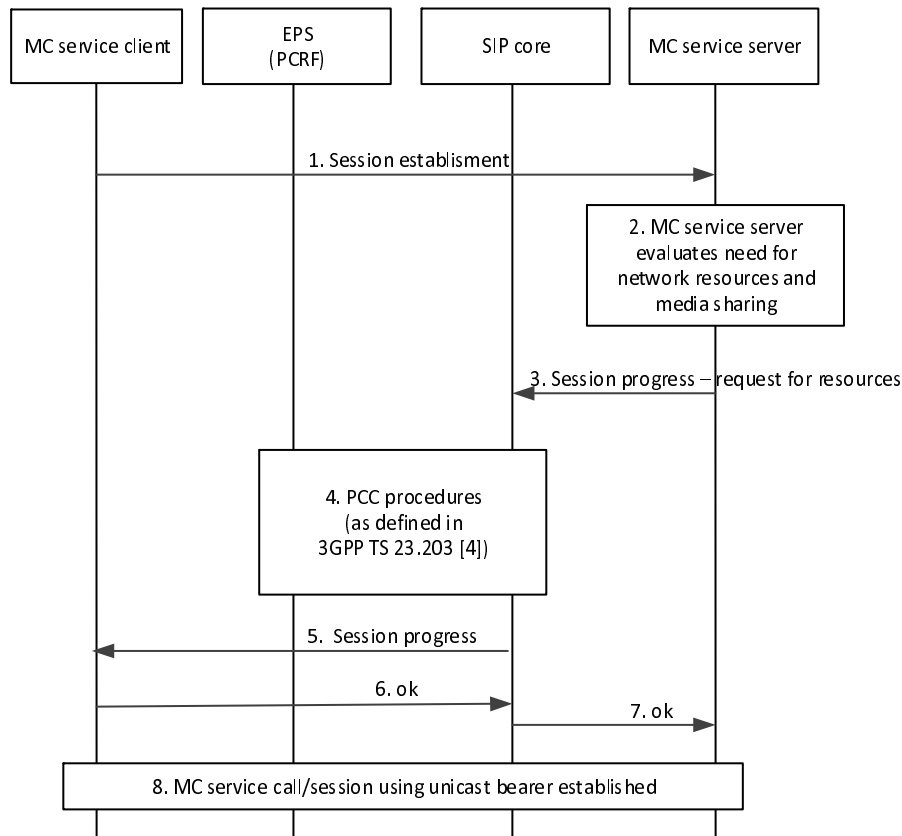 MC service client
EPS
(PCRF)
SIP core
MC service server
1. Session establisment
2. MC service server
evaluates need for
network resources and
media sharing
3. Session progress – request for resources
4. PCC procedures
(as defined in
3GPP TS 23.203 [4])
5. Session progress
6. ok
7. ok
8. MC service call/session using unicast bearer established